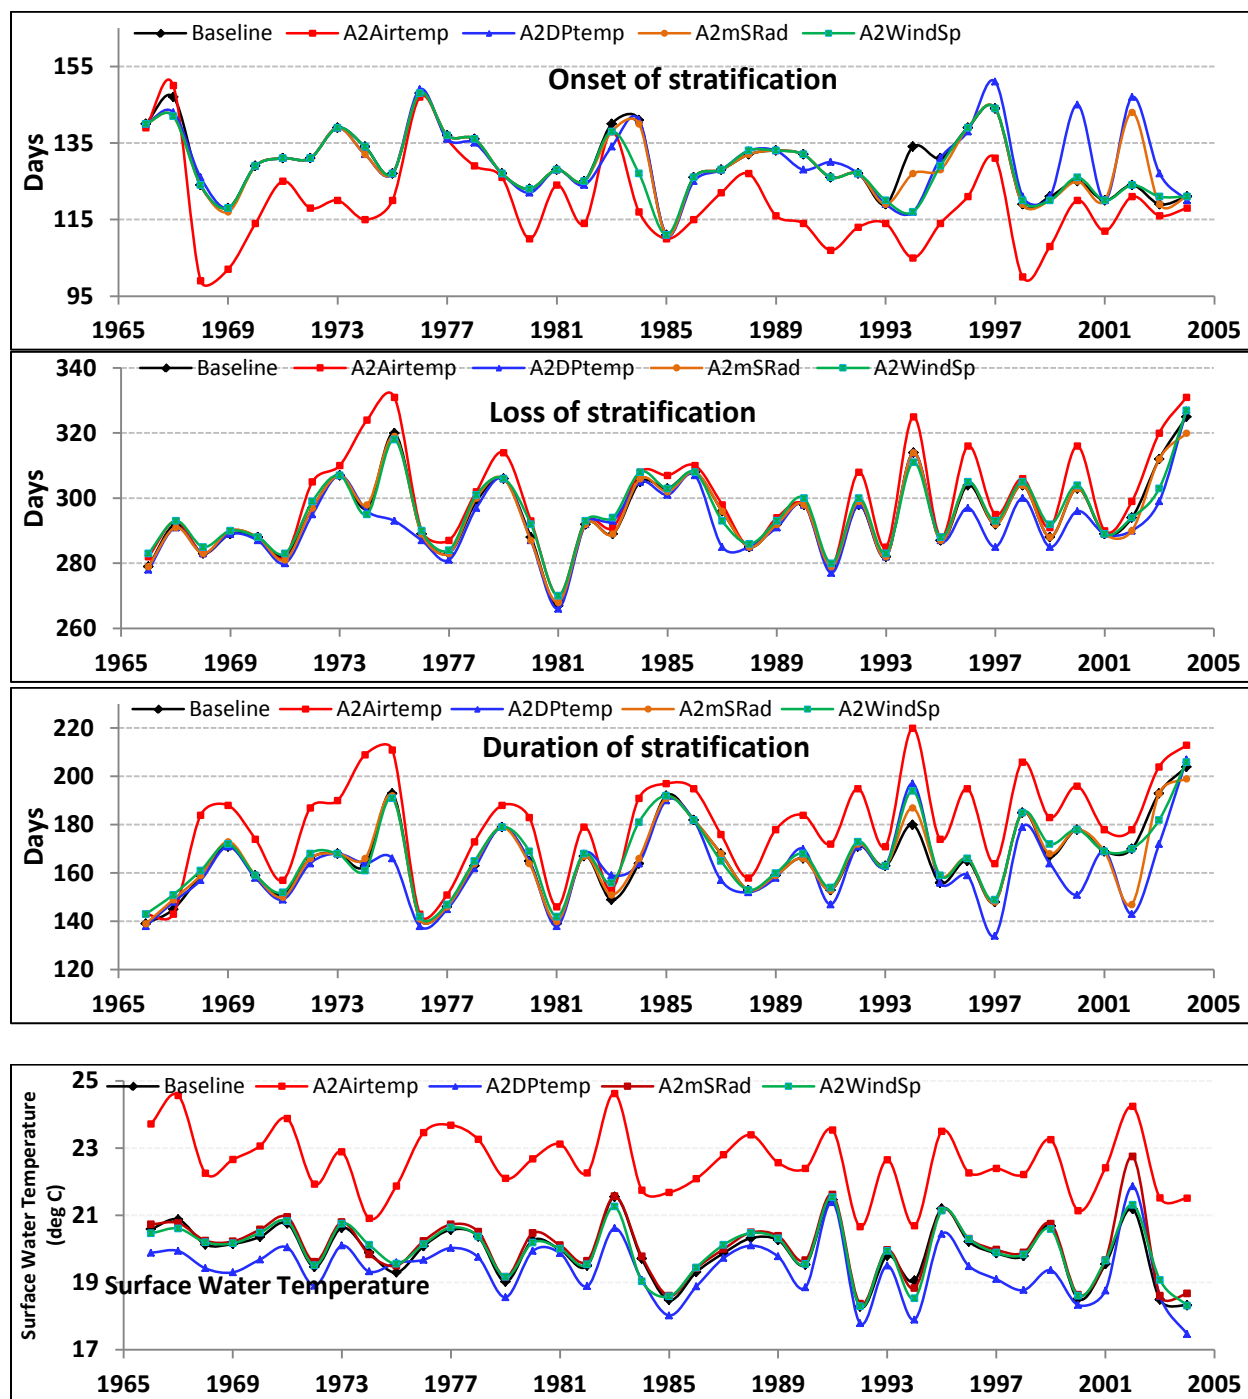 Baseline A2Airtemp A2DPtemp A2mSRad A2WindSp
Onset of stratification
Days
155
135
115
95
1965 1969 1973 1977 1981 1985 1989 1993 1997 2001 2005
Baseline A2Airtemp A2DPtemp A2mSRad A2WindSp
Loss of stratification
Days
340
320
300
280
260
1965 1969 1973 1977 1981 1985 1989 1993 1997 2001 2005
Baseline A2Airtemp A2DPtemp A2mSRad A2WindSp
Duration of stratification
Days
220
200
180
160
140
120
1965 1969 1973 1977 1981 1985 1989 1993 1997 2001 2005
Baseline A2Airtemp A2DPtemp A2mSRad A2WindSp
Surface Water Temperature
(deg C)
25
23
21
19
17
Surface Water Temperature
1965 1969 1973 1977 1981 1985 1989 1993 1997 2001 2005